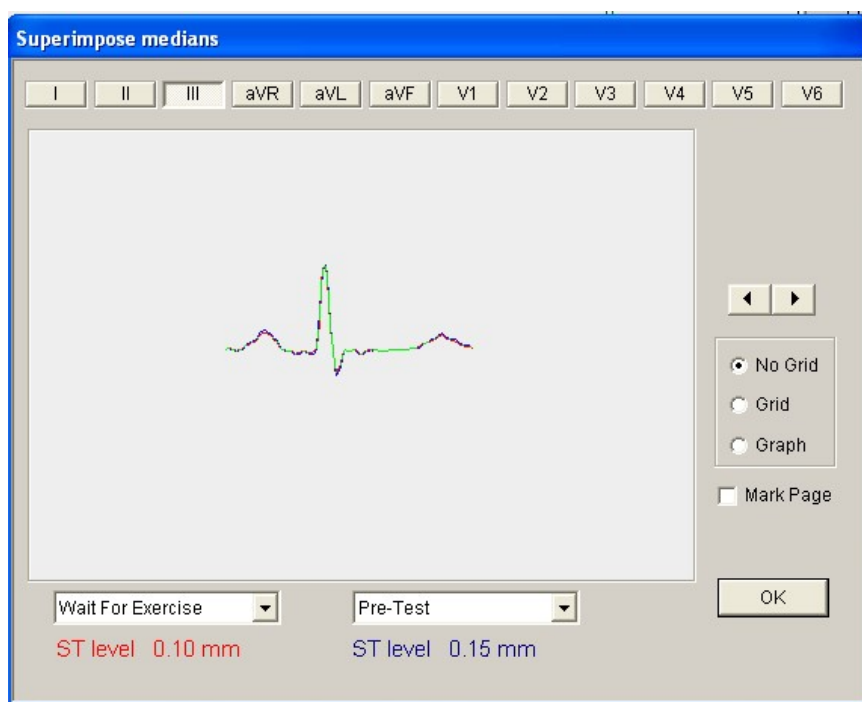 Superimpose medians
I II III aVR aVL aVF V1 V2 V3 V4 V5 V6
No Grid
Grid
Graph
Mark Page
Wait For Exercise Pre-Test OK
ST level 0.10 mm ST level 0.15 mm